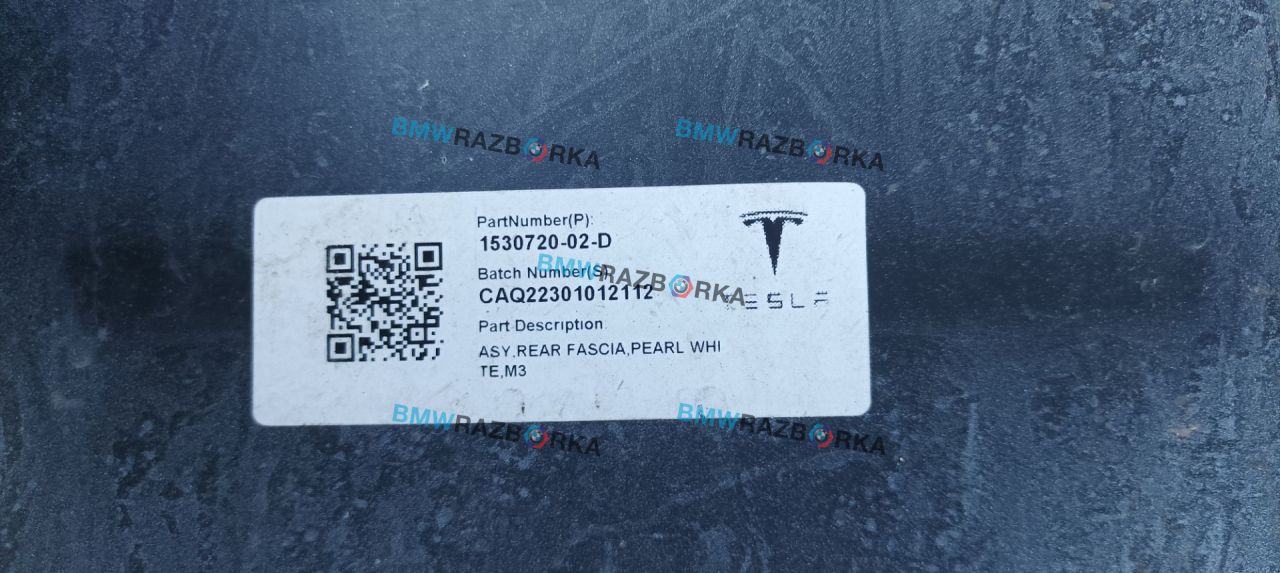 BMWRAZBORKA
BMWRAZBORKA
PartNumber(P):
1530720-02-D
Batch Number(S)
BMWRAZBORKA
CAQ22301012112
TESLA
Part Description
ASY.REAR FASCIA,PEARL WHI
TE,M3
BMWRAZBORKA
BMWRAZBORKA